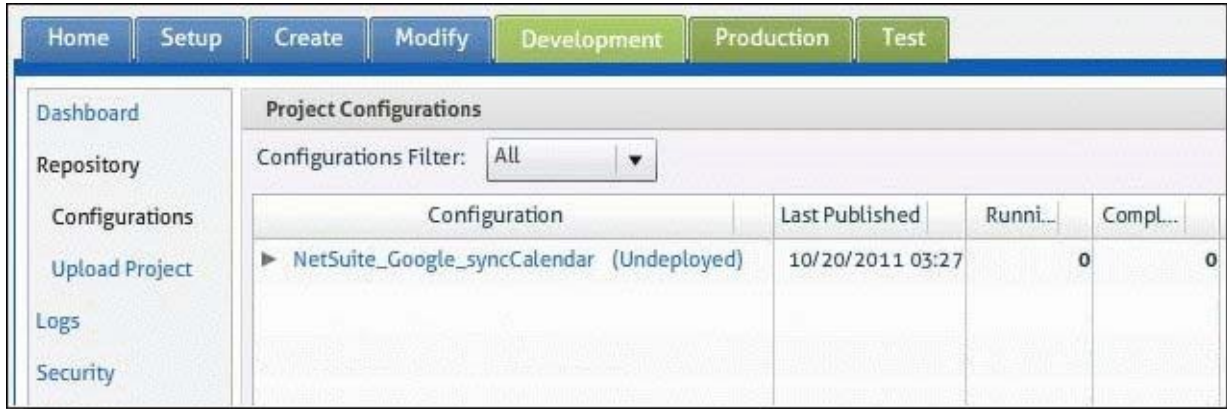 Home Setup Create Modify Development Production Test
Dashboard
Repository
Configurations
Upload Project
Logs
Security
Project Configurations
Configurations Filter: All
Configuration Last Published Runni... Compl...
NetSuite_Google_syncCalendar (Undeployed) 10/20/2011 03:27 0 0